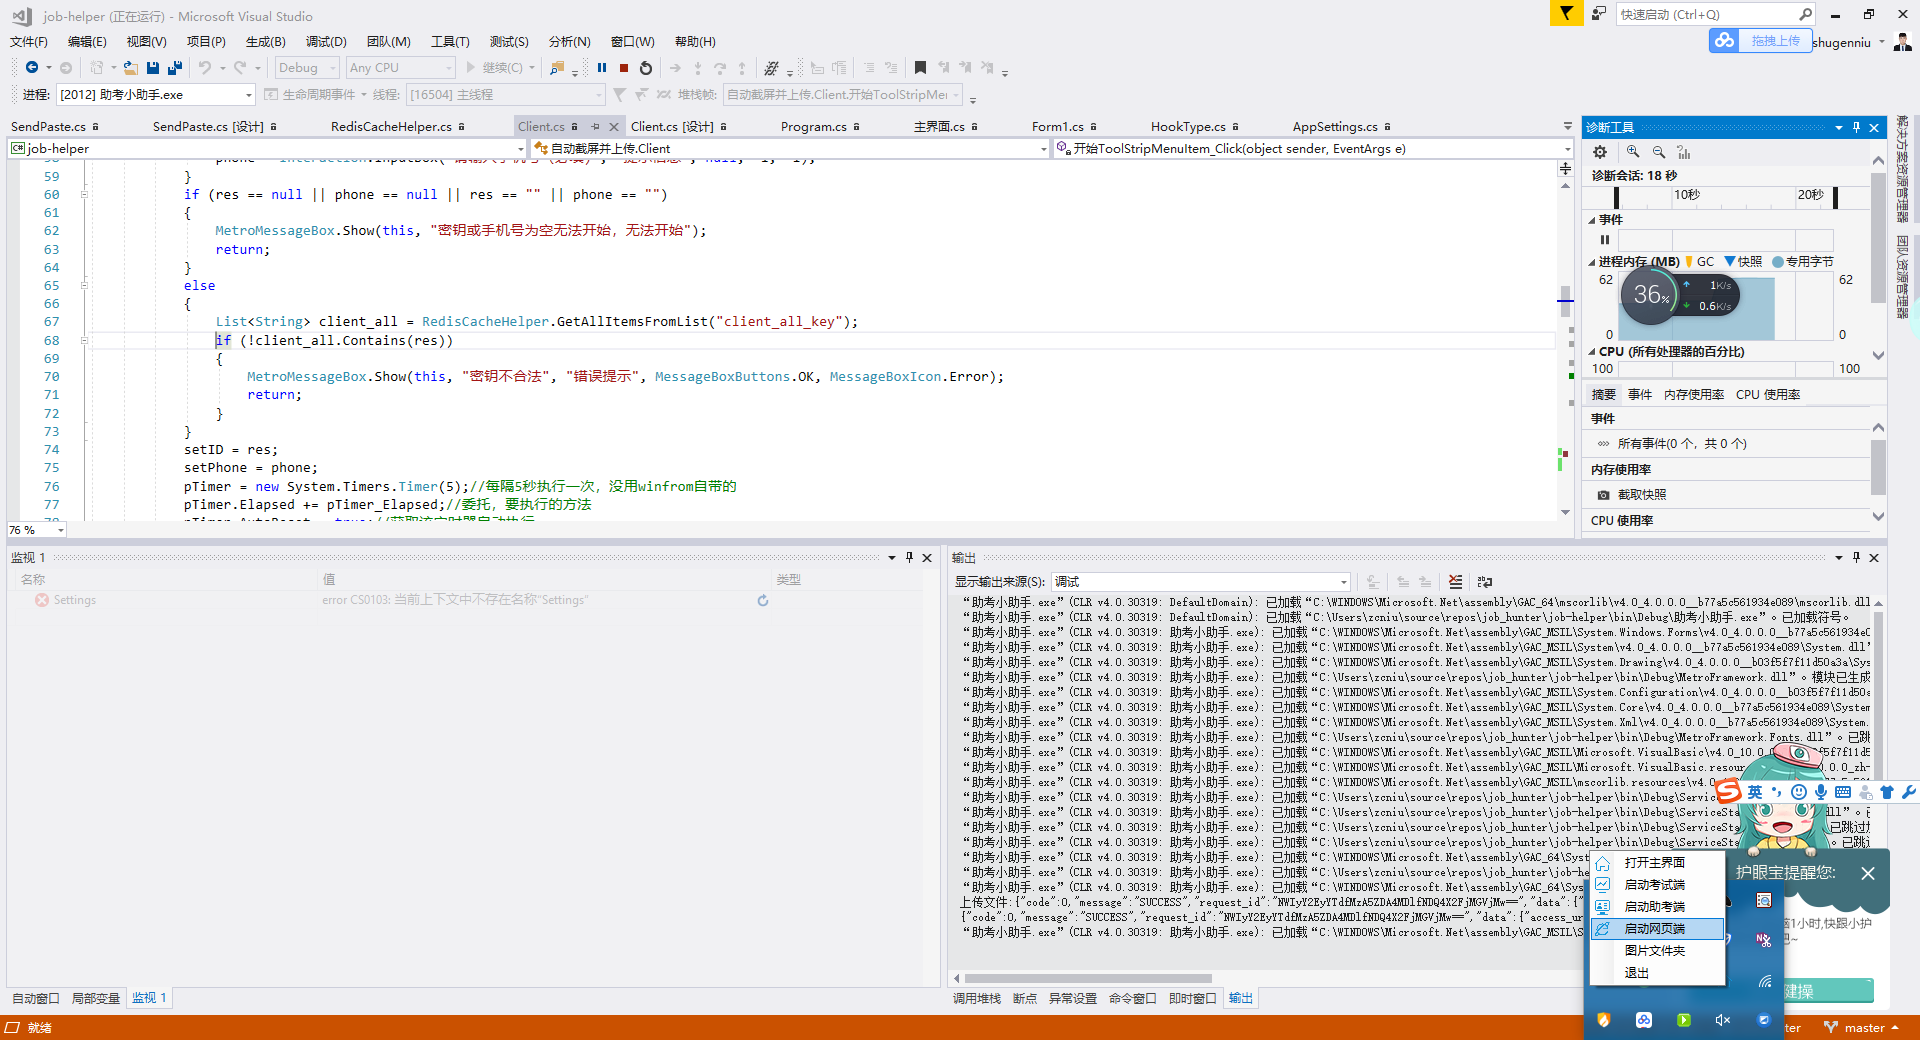 job-helper (正在运行) - Microsoft Visual Studio
快速启动 (Ctrl+Q)
文件(F) 编辑(E) 视图(V) 项目(P) 生成(B) 调试(D) 团队(M) 工具(T) 测试(S) 分析(N) 窗口(W) 帮助(H)
拖拽上传
shugenniu
Debug Any CPU 继续(C)
进程: [2012] 助考小助手.exe 生命周期事件 线程: [16504] 主线程 堆栈帧: 自动截屏并上传.Client.开始ToolStripMe
SendPaste.cs SendPaste.cs [设计] RedisCacheHelper.cs Client.cs Client.cs [设计] Program.cs 主界面.cs Form1.cs HookType.cs AppSettings.cs
job-helper 自动截屏并上传.Client 开始ToolStripMenuItem_Click(object sender, EventArgs e)
59 }
60 if (res == null || phone == null || res == "" || phone == "")
61 {
62 MetroMessageBox.Show(this, "密钥或手机号为空无法开始，无法开始");
63 return;
64 }
65 else
66 {
67 List<String> client_all = RedisCacheHelper.GetAllItemsFromList("client_all_key");
68 if (!client_all.Contains(res))
69 {
70 MetroMessageBox.Show(this, "密钥不合法", "错误提示", MessageBoxButtons.OK, MessageBoxIcon.Error);
71 return;
72 }
73 }
74 setID = res;
75 setPhone = phone;
76 pTimer = new System.Timers.Timer(5);//每隔5秒执行一次，没用winfrom自带的
77 pTimer.Elapsed += pTimer_Elapsed;//委托，要执行的方法
76 %
诊断工具
诊断会话: 18 秒
10秒 20秒
事件
进程内存 (MB) GC 快照 专用字节
62 62
36%
1K/s
0.6K/s
0 0
CPU (所有处理器的百分比)
100 100
摘要 事件 内存使用率 CPU 使用率
事件
所有事件(0 个，共 0 个)
内存使用率
截取快照
CPU 使用率
解决方案资源管理器
团队资源管理器
监视 1
名称 值 类型
Settings error CS0103: 当前上下文中不存在名称"Settings"
自动窗口 局部变量 监视 1
输出
显示输出来源(S): 调试
“助考小助手.exe”(CLR v4.0.30319: DefaultDomain): 已加载“C:\WINDOWS\Microsoft.Net\assembly\GAC_64\mscorlib\v4.0_4.0.0.0__b77a5c561934e089\mscorlib.dll
“助考小助手.exe”(CLR v4.0.30319: DefaultDomain): 已加载“C:\Users\zcniu\source\repos\job_hunter\job-helper\bin\Debug\助考小助手.exe”。已加载符号。
“助考小助手.exe”(CLR v4.0.30319: 助考小助手.exe): 已加载“C:\WINDOWS\Microsoft.Net\assembly\GAC_MSIL\System.Windows.Forms\v4.0_4.0.0.0__b77a5c561934e0
“助考小助手.exe”(CLR v4.0.30319: 助考小助手.exe): 已加载“C:\WINDOWS\Microsoft.Net\assembly\GAC_MSIL\System\v4.0_4.0.0.0__b77a5c561934e089\System.dll”
“助考小助手.exe”(CLR v4.0.30319: 助考小助手.exe): 已加载“C:\WINDOWS\Microsoft.Net\assembly\GAC_MSIL\System.Drawing\v4.0_4.0.0.0__b03f5f7f11d50a3a\Sys
“助考小助手.exe”(CLR v4.0.30319: 助考小助手.exe): 已加载“C:\Users\zcniu\source\repos\job_hunter\job-helper\bin\Debug\MetroFramework.dll”。模块已生成
“助考小助手.exe”(CLR v4.0.30319: 助考小助手.exe): 已加载“C:\WINDOWS\Microsoft.Net\assembly\GAC_MSIL\System.Configuration\v4.0_4.0.0.0__b03f5f7f11d50a
“助考小助手.exe”(CLR v4.0.30319: 助考小助手.exe): 已加载“C:\WINDOWS\Microsoft.Net\assembly\GAC_MSIL\System.Core\v4.0_4.0.0.0__b77a5c561934e089\System.
“助考小助手.exe”(CLR v4.0.30319: 助考小助手.exe): 已加载“C:\WINDOWS\Microsoft.Net\assembly\GAC_MSIL\System.Xml\v4.0_4.0.0.0__b77a5c561934e089\System.
“助考小助手.exe”(CLR v4.0.30319: 助考小助手.exe): 已加载“C:\Users\zcniu\source\repos\job_hunter\job-helper\bin\Debug\MetroFramework.Fonts.dll”。已跳
“助考小助手.exe”(CLR v4.0.30319: 助考小助手.exe): 已加载“C:\WINDOWS\Microsoft.Net\assembly\GAC_MSIL\Microsoft.VisualBasic\v4.0_10.0. f5f7f11d5
“助考小助手.exe”(CLR v4.0.30319: 助考小助手.exe): 已加载“C:\WINDOWS\Microsoft.Net\assembly\GAC_MSIL\Microsoft.VisualBasic.resou 0.0.0_zh-
“助考小助手.exe”(CLR v4.0.30319: 助考小助手.exe): 已加载“C:\WINDOWS\Microsoft.Net\assembly\GAC_MSIL\mscorlib.resources\v4.0
“助考小助手.exe”(CLR v4.0.30319: 助考小助手.exe): 已加载“C:\Users\zcniu\source\repos\job_hunter\job-helper\bin\Debug\Service
“助考小助手.exe”(CLR v4.0.30319: 助考小助手.exe): 已加载“C:\Users\zcniu\source\repos\job_hunter\job-helper\bin\Debug\ServiceSta dll”。
“助考小助手.exe”(CLR v4.0.30319: 助考小助手.exe): 已加载“C:\Users\zcniu\source\repos\job_hunter\job-helper\bin\Debug\ServiceSta 已跳过
“助考小助手.exe”(CLR v4.0.30319: 助考小助手.exe): 已加载“C:\Users\zcniu\source\repos\job_hunter\job-helper\bin\Debug\ServiceSta 已跳
“助考小助手.exe”(CLR v4.0.30319: 助考小助手.exe): 已加载“C:\WINDOWS\Microsoft.Net\assembly\GAC_64\Syst
“助考小助手.exe”(CLR v4.0.30319: 助考小助手.exe): 已加载“C:\Users\zcniu\source\repos\job_hunter\job-he
“助考小助手.exe”(CLR v4.0.30319: 助考小助手.exe): 已加载“C:\WINDOWS\Microsoft.Net\assembly\GAC_64\Sys
上传文件:{"code":0,"message":"SUCCESS","request_id":"NWIyY2EyYTdfMzA5ZDA4MDlfNDQ4X2FjMGVjMw==","data":{"
{"code":0,"message":"SUCCESS","request_id":"NWIyY2EyYTdfMzA5ZDA4MDlfNDQ4X2FjMGVjMw==","data":{"access_ur
“助考小助手.exe”(CLR v4.0.30319: 助考小助手.exe): 已加载“C:\WINDOWS\Microsoft.Net\assembly\GAC_MSIL\S
调用堆栈 断点 异常设置 命令窗口 即时窗口 输出
英
护眼宝提醒您:
1小时,快跟小护
吧~
健操
打开主界面
启动考试端
启动助考端
启动网页端
图片文件夹
退出
就绪
ter master